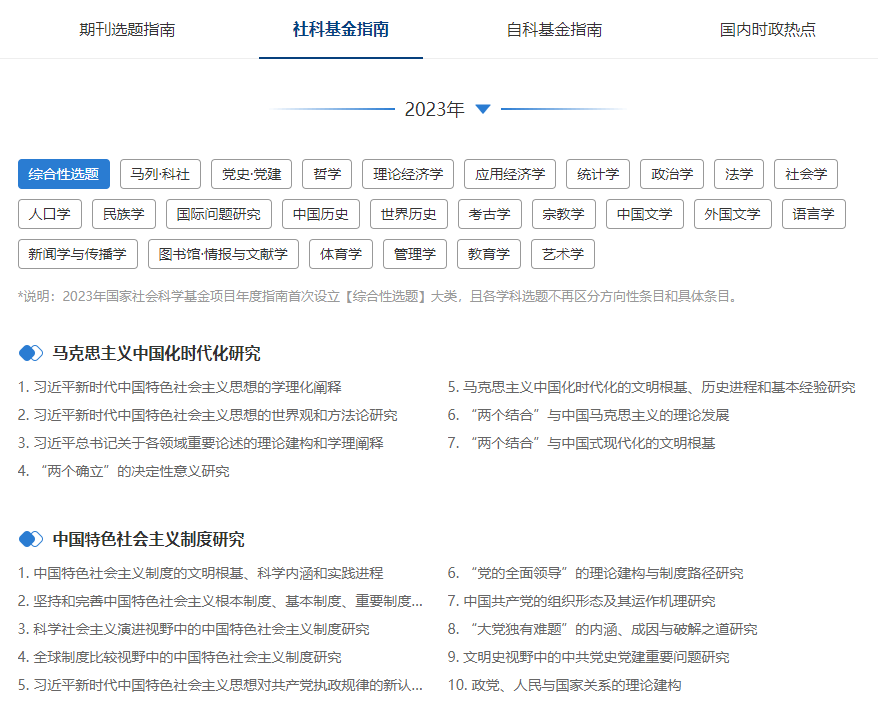 期刊选题指南 社科基金指南 自科基金指南 国内时政热点
2023年
综合性选题 马列·科社 党史·党建 哲学 理论经济学 应用经济学 统计学 政治学 法学 社会学
人口学 民族学 国际问题研究 中国历史 世界历史 考古学 宗教学 中国文学 外国文学 语言学
新闻学与传播学 图书馆·情报与文献学 体育学 管理学 教育学 艺术学
*说明：2023年国家社会科学基金项目年度指南首次设立【综合性选题】大类，且各学科选题不再区分方向性条目和具体条目。
马克思主义中国化时代化研究
1. 习近平新时代中国特色社会主义思想的学理化阐释
2. 习近平新时代中国特色社会主义思想的世界观和方法论研究
3. 习近平总书记关于各领域重要论述的理论建构和学理阐释
4. “两个确立”的决定性意义研究
5. 马克思主义中国化时代化的文明根基、历史进程和基本经验研究
6. “两个结合”与中国马克思主义的理论发展
7. “两个结合”与中国式现代化的文明根基
中国特色社会主义制度研究
1. 中国特色社会主义制度的文明根基、科学内涵和实践进程
2. 坚持和完善中国特色社会主义根本制度、基本制度、重要制度...
3. 科学社会主义演进视野中的中国特色社会主义制度研究
4. 全球制度比较视野中的中国特色社会主义制度研究
5. 习近平新时代中国特色社会主义思想对共产党执政规律的新认...
6. “党的全面领导”的理论建构与制度路径研究
7. 中国共产党的组织形态及其运作机理研究
8. “大党独有难题”的内涵、成因与破解之道研究
9. 文明史视野中的中共党史党建重要问题研究
10. 政党、人民与国家关系的理论建构